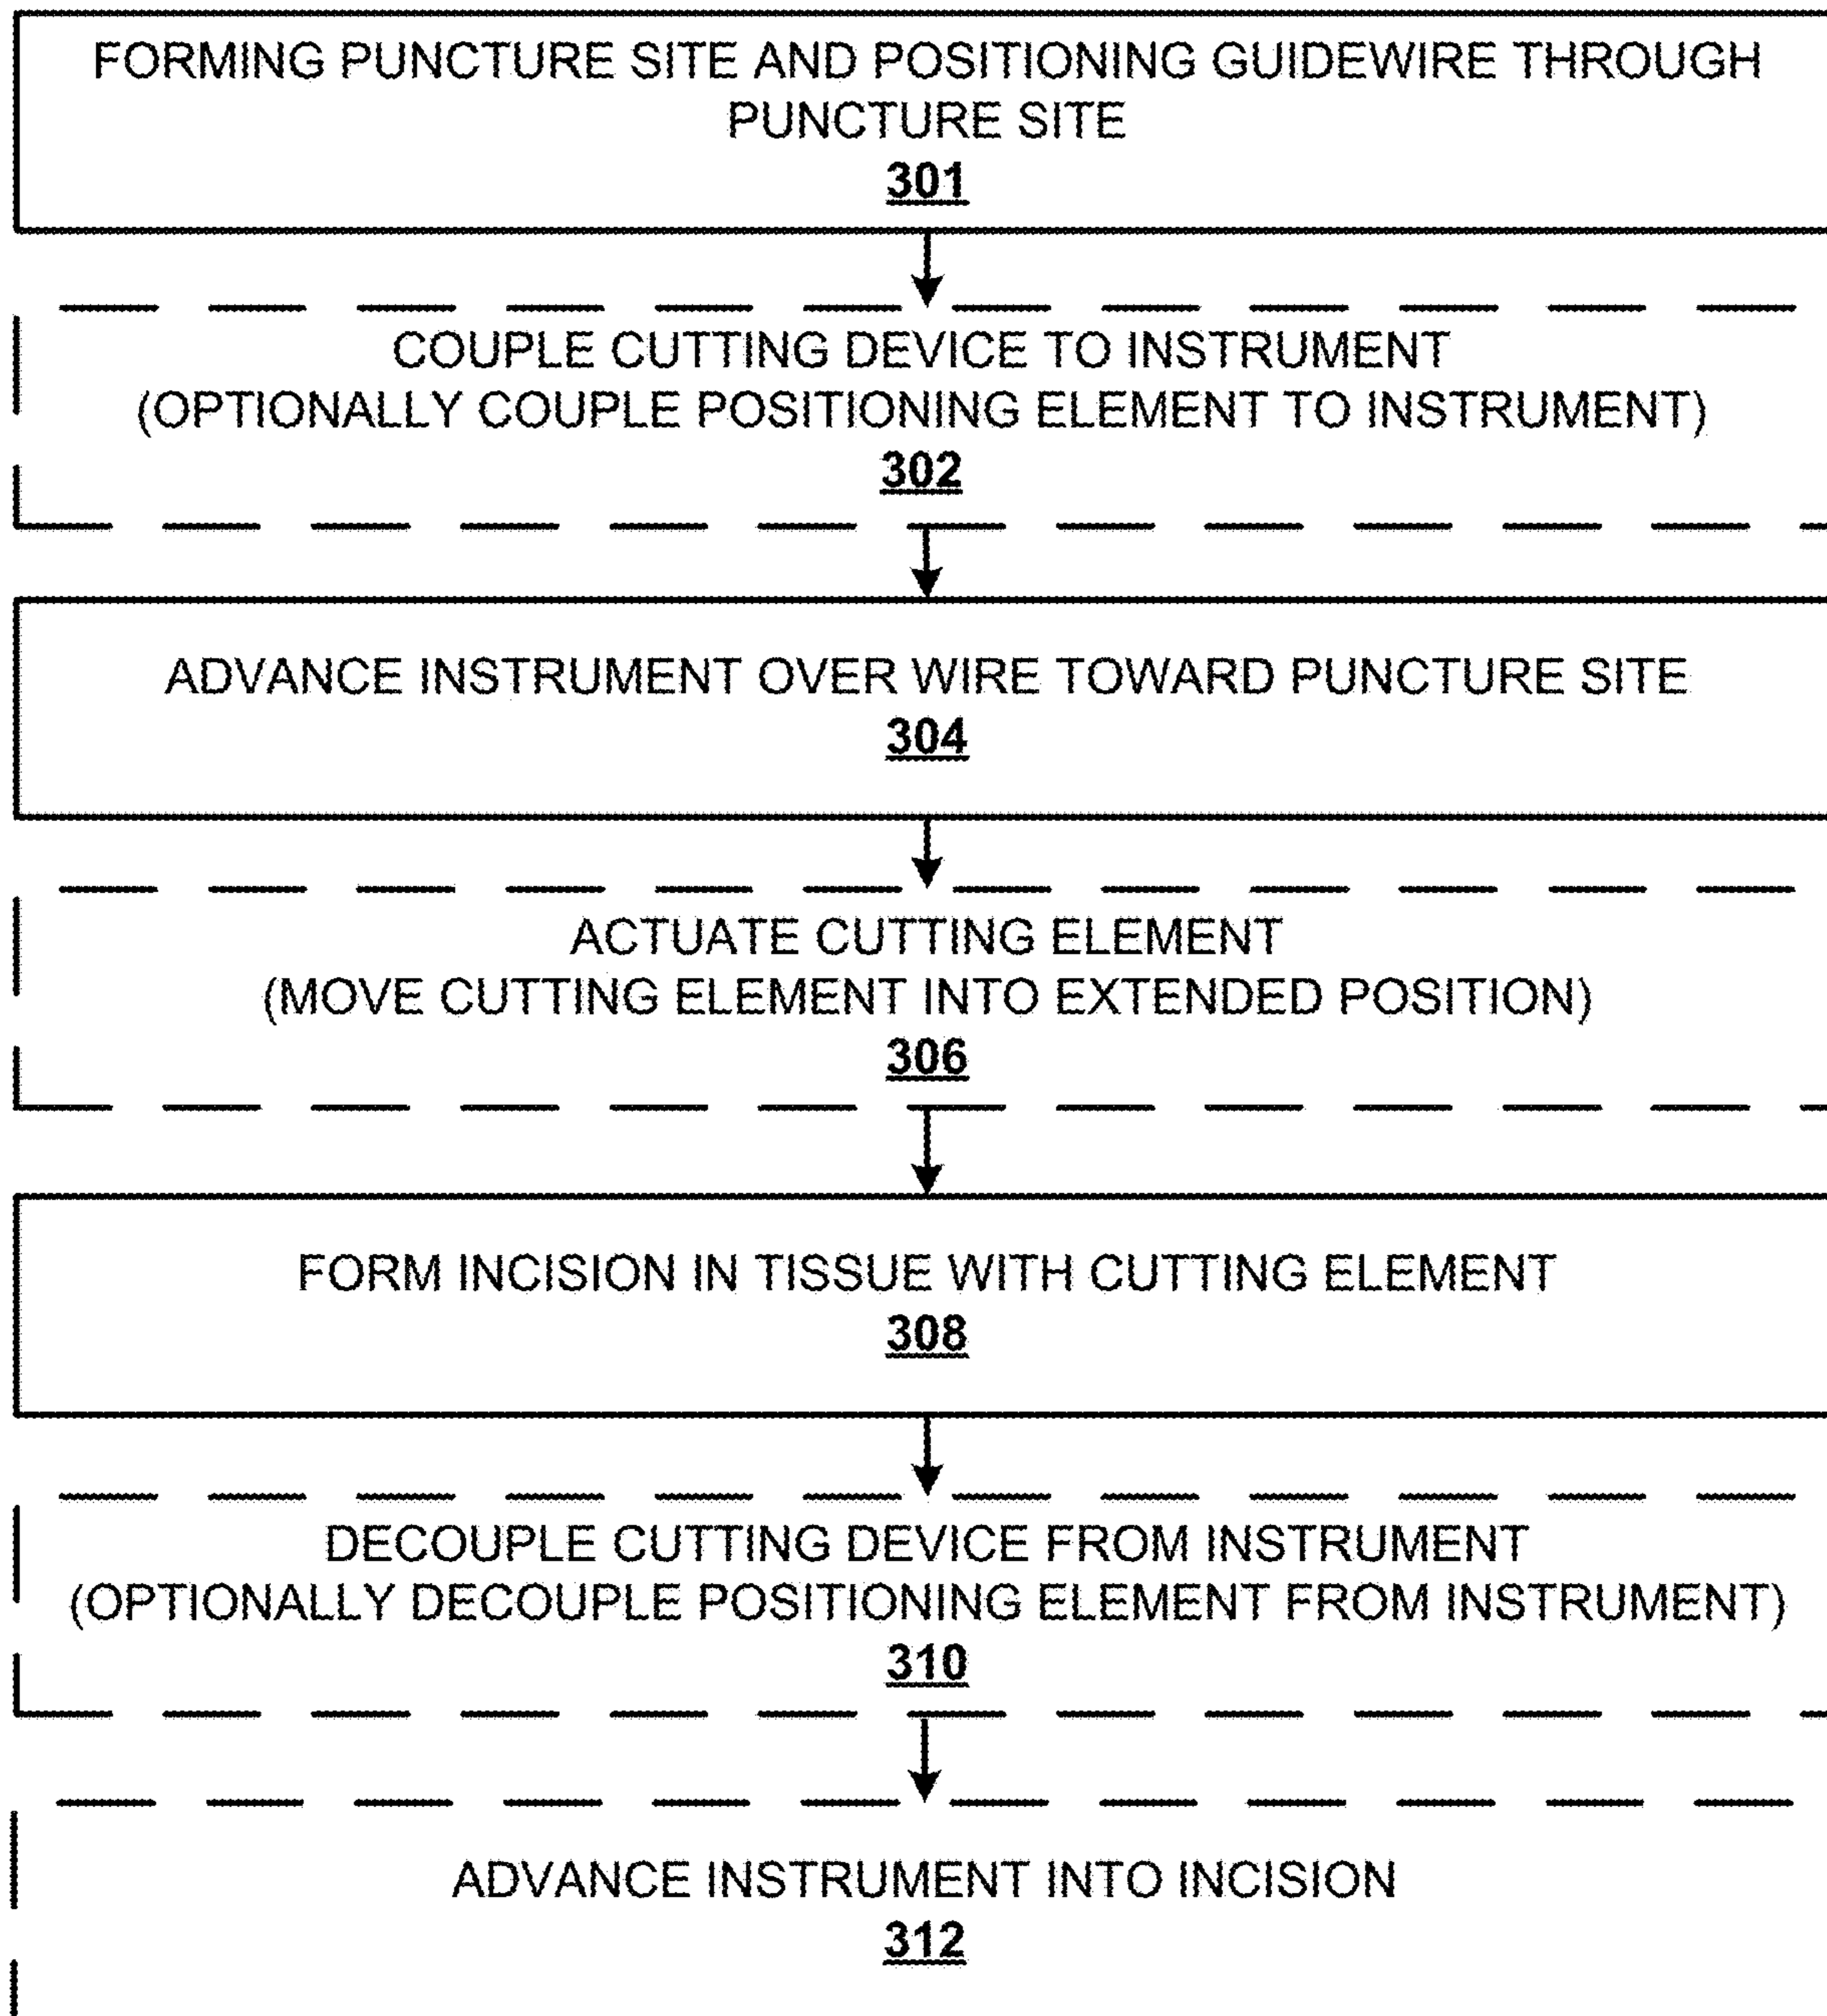 FORMING PUNCTURE SITE AND POSITIONING GUIDEWIRE THROUGH
PUNCTURE SITE
301
COUPLE CUTTING DEVICE TO INSTRUMENT
(OPTIONALLY COUPLE POSITIONING ELEMENT TO INSTRUMENT)
302
ADVANCE INSTRUMENT OVER WIRE TOWARD PUNCTURE SITE
304
ACTUATE CUTTING ELEMENT
(MOVE CUTTING ELEMENT INTO EXTENDED POSITION)
306
FORM INCISION IN TISSUE WITH CUTTING ELEMENT
308
DECOUPLE CUTTING DEVICE FROM INSTRUMENT
(OPTIONALLY DECOUPLE POSITIONING ELEMENT FROM INSTRUMENT)
310
ADVANCE INSTRUMENT INTO INCISION
312